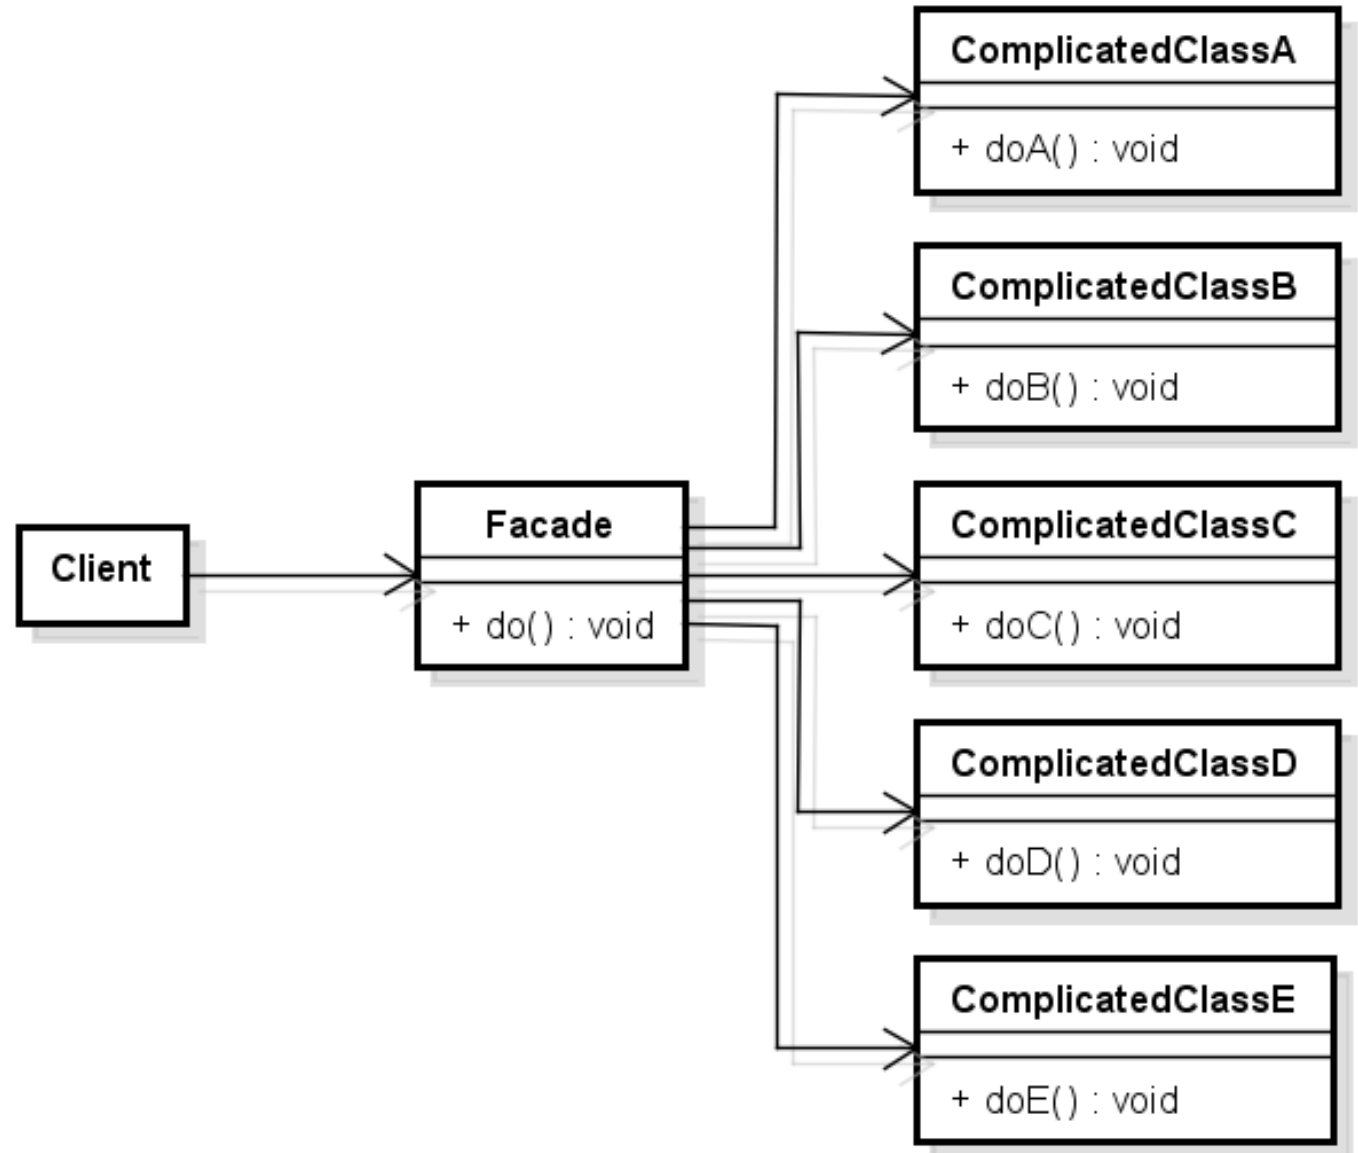 ComplicatedClassA
+ doA() : void
ComplicatedClassB
+ doB() : void
Client
Facade
+ do() : void
ComplicatedClassC
+ doC() : void
ComplicatedClassD
+ doD() : void
ComplicatedClassE
+ doE() : void